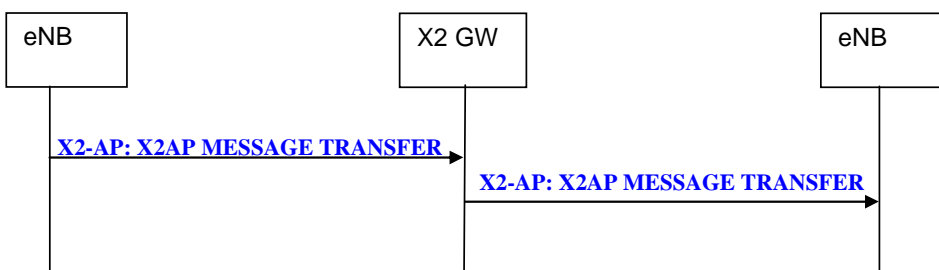 eNB
X2 GW
eNB
X2-AP: X2AP MESSAGE TRANSFER
X2-AP: X2AP MESSAGE TRANSFER